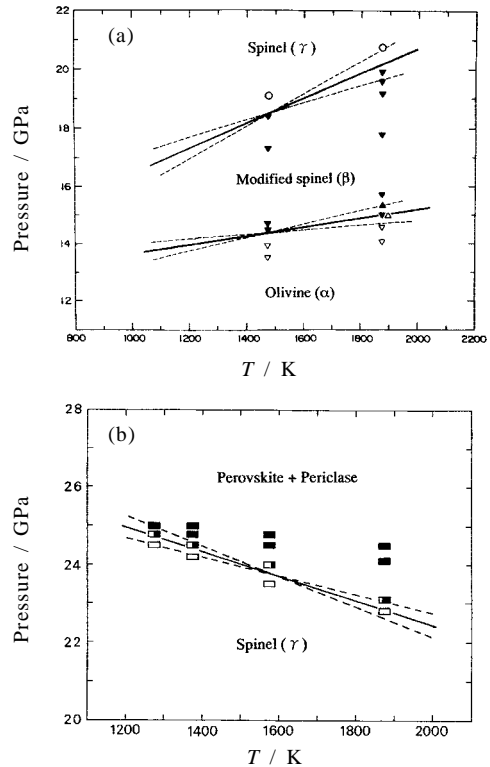 (a)
Spinel (γ)
Modified spinel (β)
Olivine (α)
Pressure / GPa
22
20
18
16
14
12
800 1000 1200 1400 1600 1800 2000 2200
T / K
(b)
Perovskite + Periclase
Spinel (γ)
Pressure / GPa
28
26
24
22
20
1200 1400 1600 1800 2000
T / K